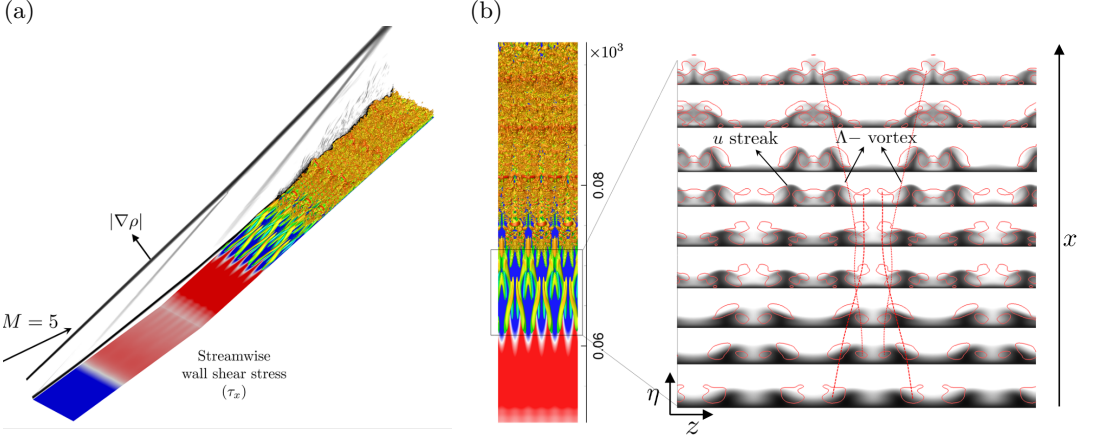 (a)
(b)
|∇ρ|
M = 5
Streamwise
wall shear stress
(τₓ)
×10³
0.08
0.06
u streak
Λ− vortex
x
η
z